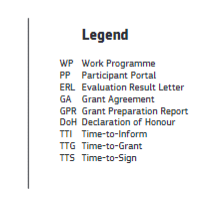 Legend
WP Work Programme
PP Participant Portal
ERL Evaluation Result Letter
GA Grant Agreement
GPR Grant Preparation Report
DoH Declaration of Honour
TTI Time-to-Inform
TTG Time-to-Grant
TTS Time-to-Sign